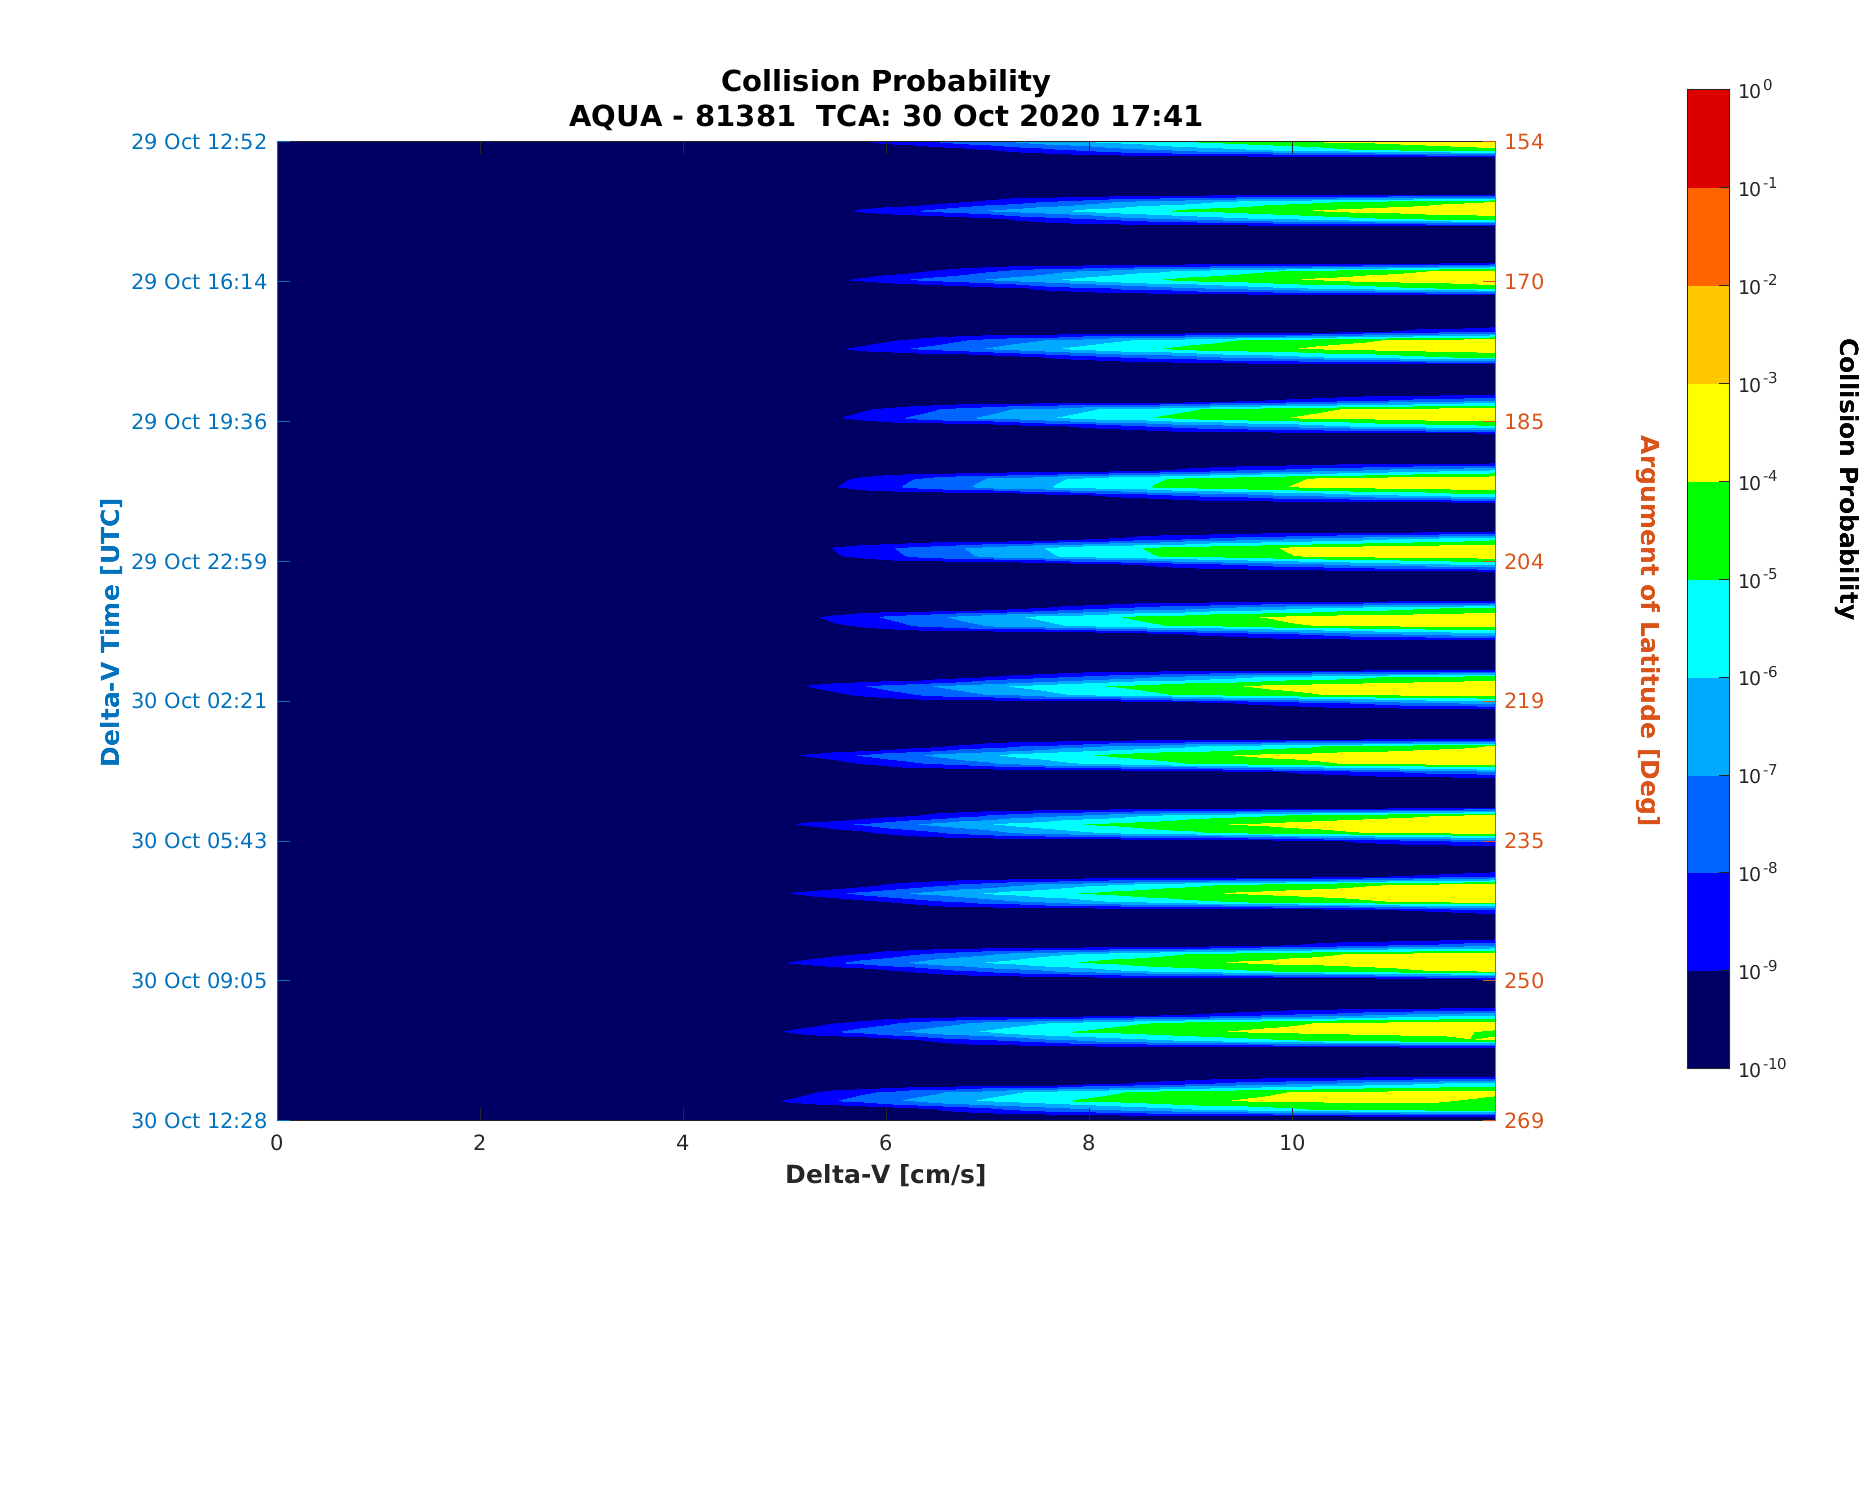 Collision Probability
AQUA - 81381  TCA: 30 Oct 2020 17:41
29 Oct 12:52
29 Oct 16:14
29 Oct 19:36
29 Oct 22:59
30 Oct 02:21
30 Oct 05:43
30 Oct 09:05
30 Oct 12:28
Delta-V Time [UTC]
0
2
4
6
8
10
Delta-V [cm/s]
154
170
185
204
219
235
250
269
Argument of Latitude [Deg]
10^0
10^-1
10^-2
10^-3
10^-4
10^-5
10^-6
10^-7
10^-8
10^-9
10^-10
Collision Probability